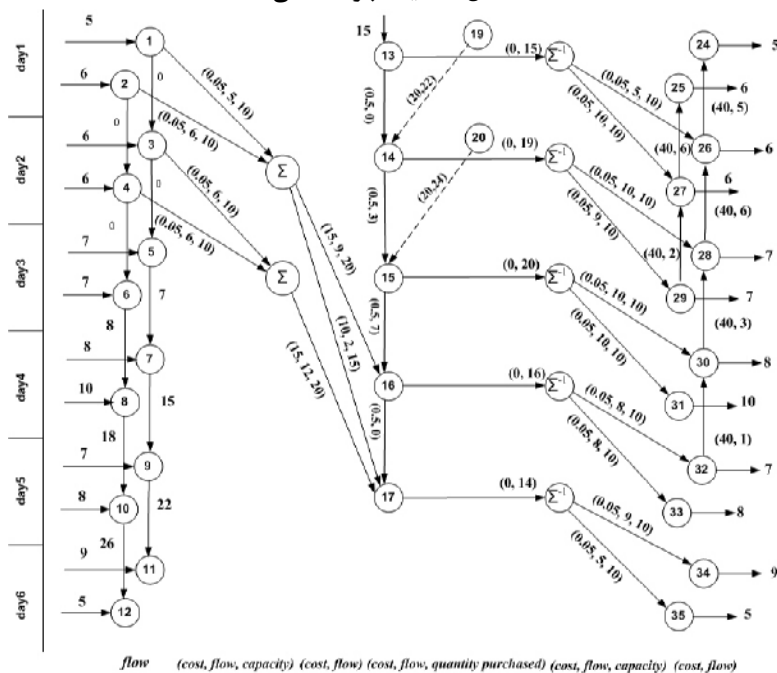 day1
day2
day3
day4
day5
day6
5
1
6
2
0
(0.05, 5, 10)
(0.05, 6, 10)
0
6
3
6
4
0
(0.05, 6, 10)
(0.05, 6, 10)
0
7
5
7
6
7
8
8
7
10
8
15
18
7
9
8
10
22
26
9
11
5
12
Σ
Σ
(15, 9, 20)
(10, 2, 15)
(15, 12, 20)
15
13
19
(0, 15)
(20,22)
(0.5, 0)
14
20
(0, 19)
(20,24)
(0.5, 3)
15
(0, 20)
(0.5, 7)
16
(0, 16)
(0.5, 0)
17
(0, 14)
Σ-1
Σ-1
Σ-1
Σ-1
Σ-1
(0.05, 5, 10)
(0.05, 10, 10)
(0.05, 10, 10)
(0.05, 9, 10)
(0.05, 10, 10)
(0.05, 10, 10)
(0.05, 8, 10)
(0.05, 8, 10)
(0.05, 9, 10)
(0.05, 5, 10)
24
5
25
6
(40, 5)
26
6
(40, 6)
27
6
(40, 6)
28
7
(40, 2)
29
7
(40, 3)
30
8
31
10
(40, 1)
32
7
33
8
34
9
35
5
flow (cost, flow, capacity) (cost, flow) (cost, flow, quantity purchased) (cost, flow, capacity) (cost, flow)